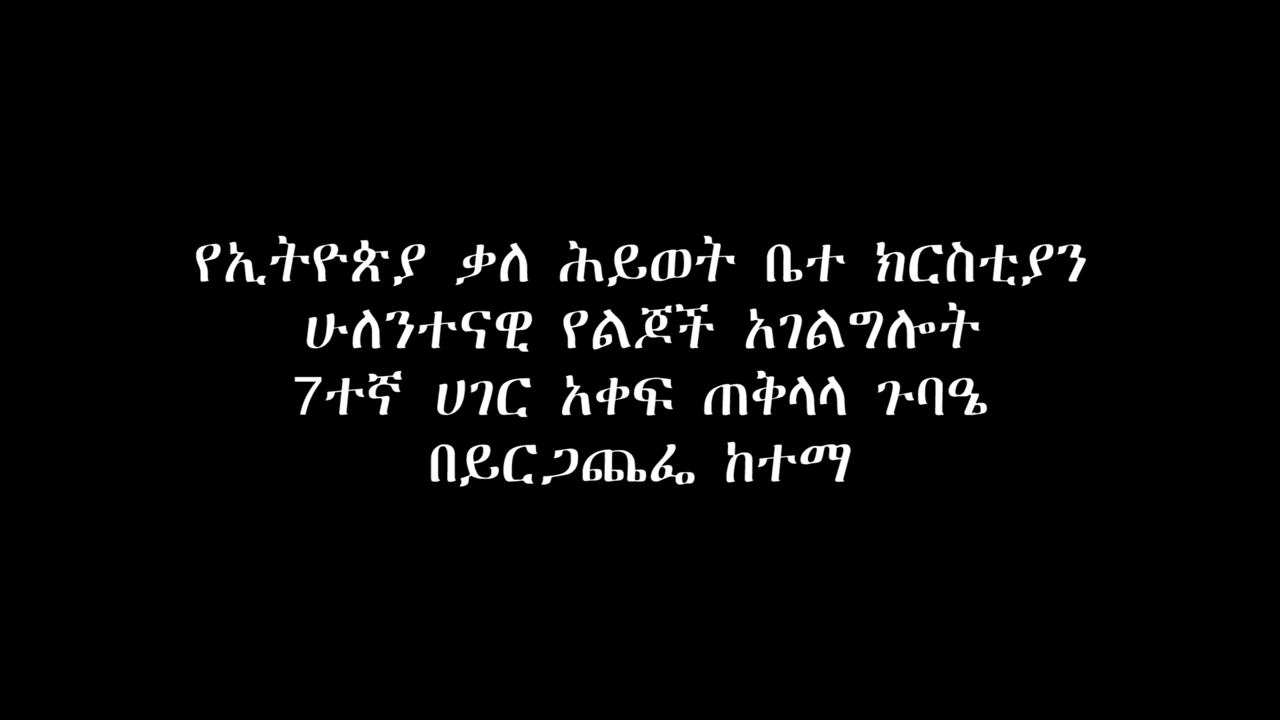 የኢትዮጵያ ቃለ ሕይወት ቤተ ክርስቲያን
ሁለንተናዊ የልጆች አገልግሎት
7ተኛ ሀገር አቀፍ ጠቅላላ ጉባዔ
በይርጋጨፌ ከተማ